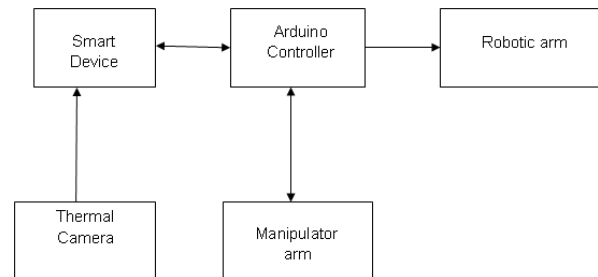 Smart
Device
Arduino
Controller
Robotic arm
Thermal
Camera
Manipulator
arm